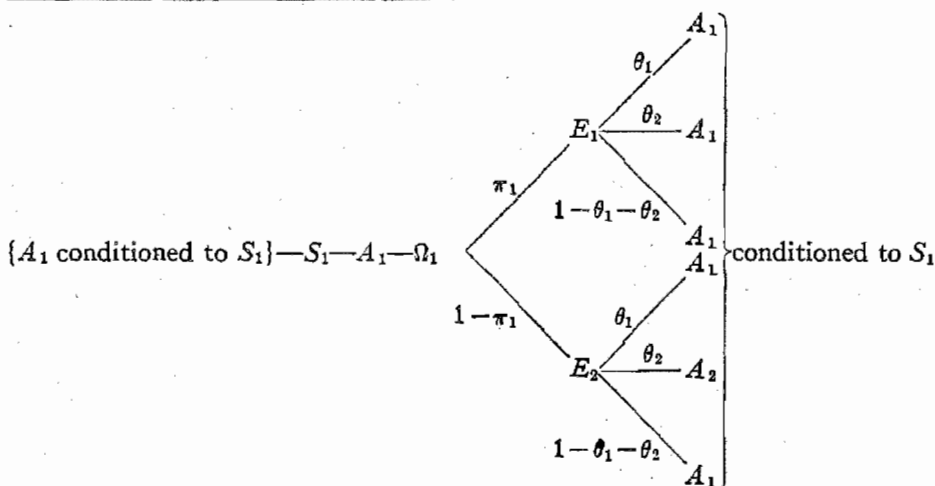 A₁
θ₁
θ₂
E₁ A₁
π₁
1−θ₁−θ₂
A₁
{A₁ conditioned to S₁}—S₁—A₁—Ω₁ conditioned to S₁
A₁
1−π₁
θ₁
θ₂
E₂ A₂
1−θ₁−θ₂
A₁